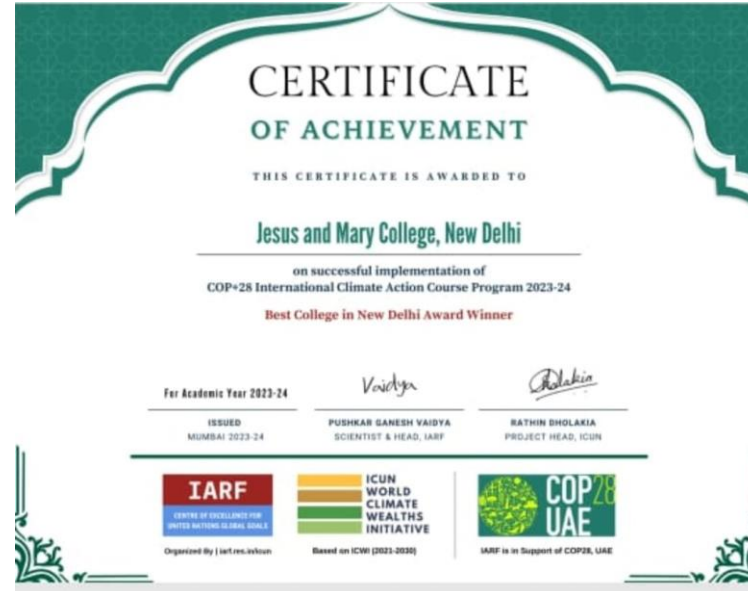 CERTIFICATE
OF ACHIEVEMENT
THIS CERTIFICATE IS AWARDED TO
Jesus and Mary College, New Delhi
on successful implementation of
COP+28 International Climate Action Course Program 2023-24
Best College in New Delhi Award Winner
For Academic Year 2023-24
Vaidya
Dholakia
ISSUED
MUMBAI 2023-24
PUSHKAR GANESH VAIDYA
SCIENTIST & HEAD, IARF
RATHIN DHOLAKIA
PROJECT HEAD, ICUN
IARF
CENTRE OF EXCELLENCE FOR
UNITED NATIONS GLOBAL GOALS
Organized By | iarf.res.in/icun
ICUN
WORLD
CLIMATE
WEALTHS
INITIATIVE
Based on ICWI (2021-2030)
COP28
UAE
IARF is in Support of COP28, UAE